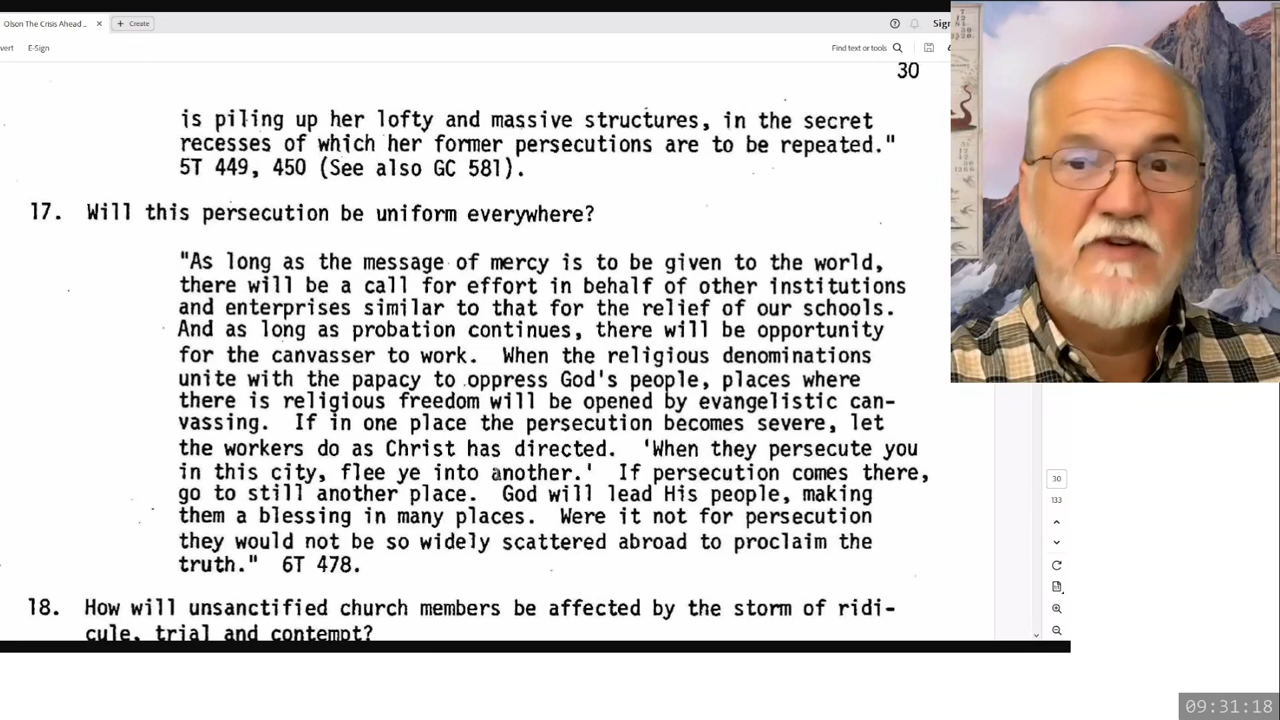 Olson The Crisis Ahead ...
×
+ Create
Sign
vert
E-Sign
Find text or tools
30
is piling up her lofty and massive structures, in the secret
recesses of which her former persecutions are to be repeated."
5T 449, 450 (See also GC 581).
17. Will this persecution be uniform everywhere?
"As long as the message of mercy is to be given to the world,
there will be a call for effort in behalf of other institutions
and enterprises similar to that for the relief of our schools.
And as long as probation continues, there will be opportunity
for the canvasser to work. When the religious denominations
unite with the papacy to oppress God's people, places where
there is religious freedom will be opened by evangelistic can-
vassing. If in one place the persecution becomes severe, let
the workers do as Christ has directed. 'When they persecute you
in this city, flee ye into another.' If persecution comes there,
go to still another place. God will lead His people, making
them a blessing in many places. Were it not for persecution
they would not be so widely scattered abroad to proclaim the
truth." 6T 478.
18. How will unsanctified church members be affected by the storm of ridi-
cule, trial and contempt?
30
133
09:31:18